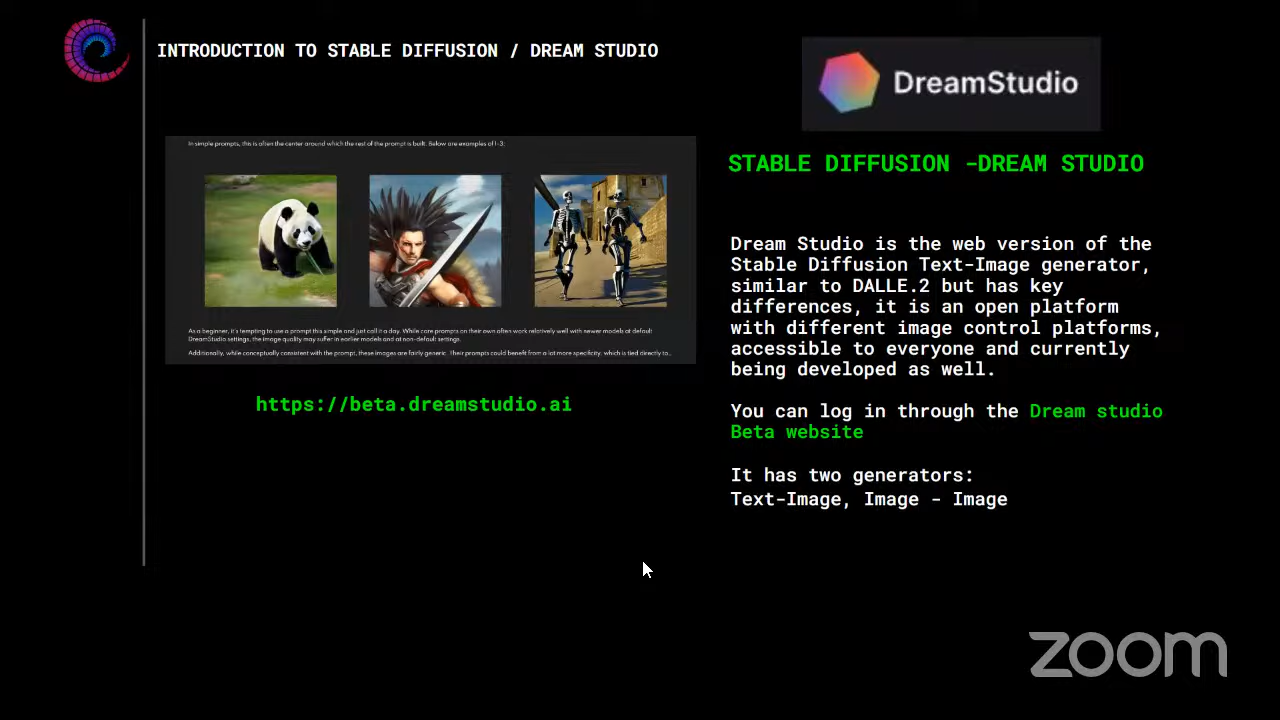 INTRODUCTION TO STABLE DIFFUSION / DREAM STUDIO
DreamStudio
In simple prompts, this is often the center around which the rest of the prompt is built. Below are examples of 1-3:
As a beginner, it's tempting to use a prompt this simple and just call it a day. While core prompts on their own often work relatively well with newer models at default
DreamStudio settings, the image quality may suffer in earlier models and at non-default settings.
Additionally, while conceptually consistent with the prompt, these images are fairly generic. Their prompts could benefit from a lot more specificity, which is tied directly to..
https://beta.dreamstudio.ai
STABLE DIFFUSION -DREAM STUDIO
Dream Studio is the web version of the
Stable Diffusion Text-Image generator,
similar to DALLE.2 but has key
differences, it is an open platform
with different image control platforms,
accessible to everyone and currently
being developed as well.
You can log in through the Dream studio
Beta website
It has two generators:
Text-Image, Image - Image
zoom